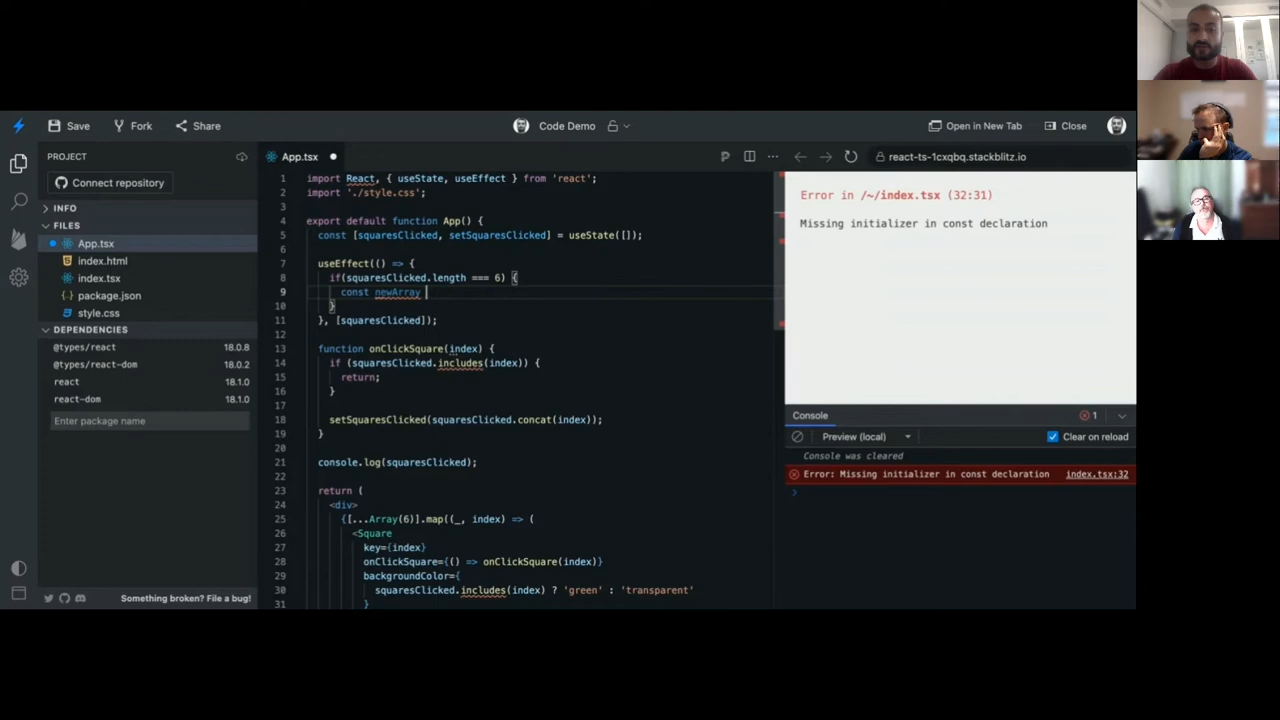 Save Fork Share Code Demo Open in New Tab Close
PROJECT
Connect repository
INFO
FILES
App.tsx
index.html
index.tsx
package.json
style.css
DEPENDENCIES
@types/react 18.0.8
@types/react-dom 18.0.2
react 18.1.0
react-dom 18.1.0
Enter package name
Something broken? File a bug!
App.tsx
1 import React, { useState, useEffect } from 'react';
2 import './style.css';
3
4 export default function App() {
5 const [squaresClicked, setSquaresClicked] = useState([]);
6
7 useEffect(() => {
8 if(squaresClicked.length === 6) {
9 const newArray
10 }
11 }, [squaresClicked]);
12
13 function onClickSquare(index) {
14 if (squaresClicked.includes(index)) {
15 return;
16 }
17
18 setSquaresClicked(squaresClicked.concat(index));
19 }
20
21 console.log(squaresClicked);
22
23 return (
24 <div>
25 {[...Array(6)].map((_, index) => (
26 <Square
27 key={index}
28 onClickSquare={() => onClickSquare(index)}
29 backgroundColor={
30 squaresClicked.includes(index) ? 'green' : 'transparent'
31 }
react-ts-1cxqbq.stackblitz.io
Error in /~/index.tsx (32:31)
Missing initializer in const declaration
Console 1
Preview (local) Clear on reload
Console was cleared
Error: Missing initializer in const declaration index.tsx:32